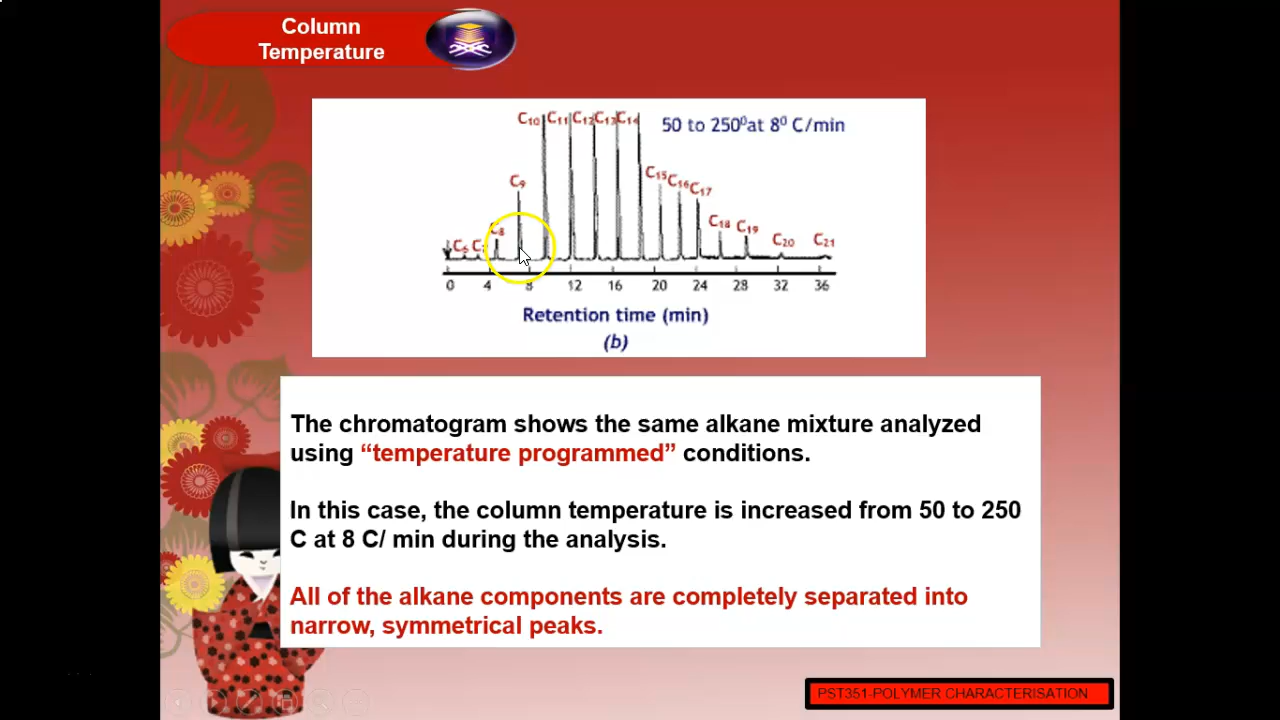 Column
Temperature
C10 C11 C12 C13 C14
50 to 250⁰at 8⁰ C/min
C15 C16 C17
C9
C8
C18 C19
C20 C21
0 4 8 12 16 20 24 28 32 36
Retention time (min)
(b)
The chromatogram shows the same alkane mixture analyzed
using “temperature programmed” conditions.
In this case, the column temperature is increased from 50 to 250
C at 8 C/ min during the analysis.
All of the alkane components are completely separated into
narrow, symmetrical peaks.
PST351-POLYMER CHARACTERISATION